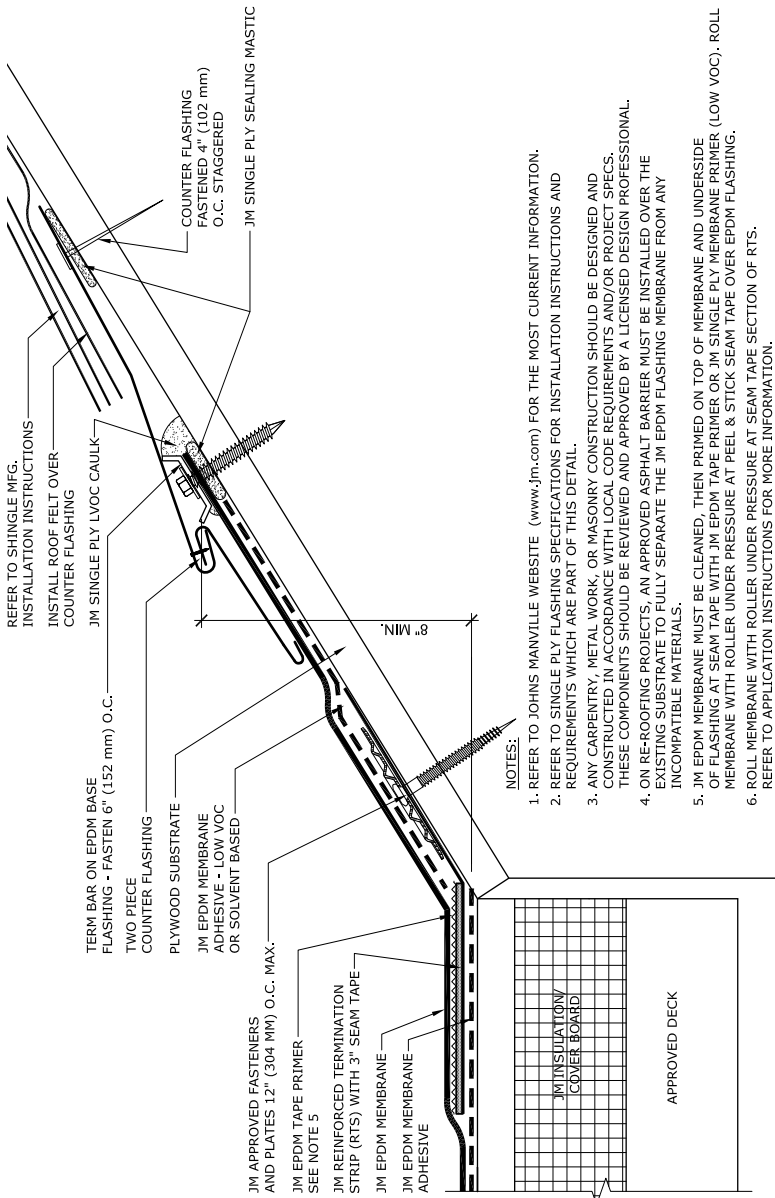 REFER TO SHINGLE MFG.
INSTALLATION INSTRUCTIONS
INSTALL ROOF FELT OVER
COUNTER FLASHING
JM SINGLE PLY LVOC CAULK
COUNTER FLASHING
FASTENED 4" (102 mm)
O.C. STAGGERED
JM SINGLE PLY SEALING MASTIC
TERM BAR ON EPDM BASE
FLASHING - FASTEN 6" (152 mm) O.C.
TWO PIECE
COUNTER FLASHING
PLYWOOD SUBSTRATE
JM EPDM MEMBRANE
ADHESIVE - LOW VOC
OR SOLVENT BASED
8" MIN.
JM APPROVED FASTENERS
AND PLATES 12" (304 MM) O.C. MAX.
JM EPDM TAPE PRIMER
SEE NOTE 5
JM REINFORCED TERMINATION
STRIP (RTS) WITH 3" SEAM TAPE
JM EPDM MEMBRANE
JM EPDM MEMBRANE
ADHESIVE
JM INSULATION/
COVER BOARD
APPROVED DECK
NOTES:
1. REFER TO JOHNS MANVILLE WEBSITE (www.jm.com) FOR THE MOST CURRENT INFORMATION.
2. REFER TO SINGLE PLY FLASHING SPECIFICATIONS FOR INSTALLATION INSTRUCTIONS AND
REQUIREMENTS WHICH ARE PART OF THIS DETAIL.
3. ANY CARPENTRY, METAL WORK, OR MASONRY CONSTRUCTION SHOULD BE DESIGNED AND
CONSTRUCTED IN ACCORDANCE WITH LOCAL CODE REQUIREMENTS AND/OR PROJECT SPECS.
THESE COMPONENTS SHOULD BE REVIEWED AND APPROVED BY A LICENSED DESIGN PROFESSIONAL.
4. ON RE-ROOFING PROJECTS, AN APPROVED ASPHALT BARRIER MUST BE INSTALLED OVER THE
EXISTING SUBSTRATE TO FULLY SEPARATE THE JM EPDM FLASHING MEMBRANE FROM ANY
INCOMPATIBLE MATERIALS.
5. JM EPDM MEMBRANE MUST BE CLEANED, THEN PRIMED ON TOP OF MEMBRANE AND UNDERSIDE
OF FLASHING AT SEAM TAPE WITH JM EPDM TAPE PRIMER OR JM SINGLE PLY MEMBRANE PRIMER (LOW VOC). ROLL
MEMBRANE WITH ROLLER UNDER PRESSURE AT PEEL & STICK SEAM TAPE OVER EPDM FLASHING.
6. ROLL MEMBRANE WITH ROLLER UNDER PRESSURE AT SEAM TAPE SECTION OF RTS.
REFER TO APPLICATION INSTRUCTIONS FOR MORE INFORMATION.